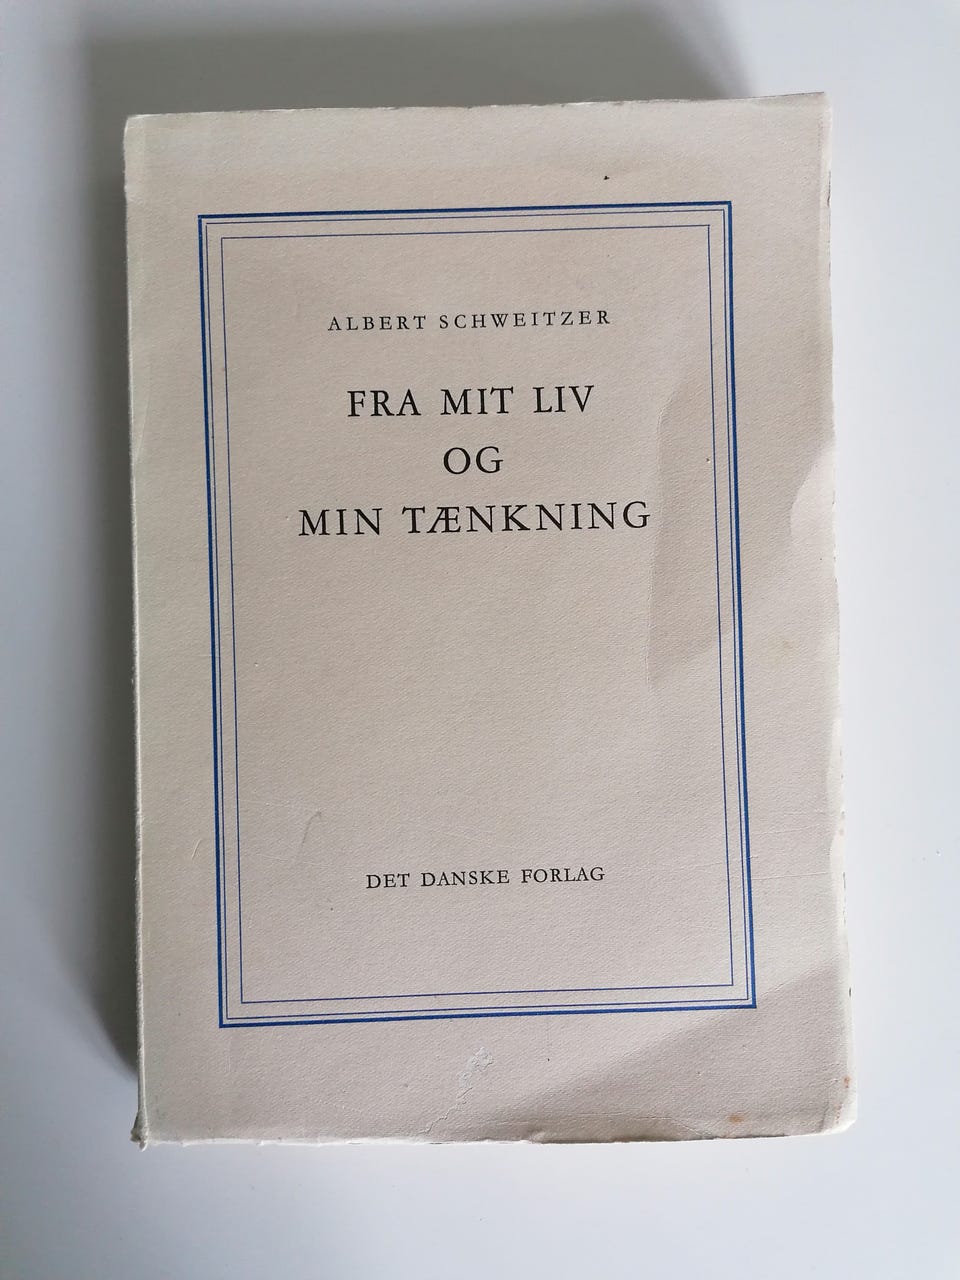 ALBERT SCHWEITZER
FRA MIT LIV
OG
MIN TÆNKNING
DET DANSKE FORLAG